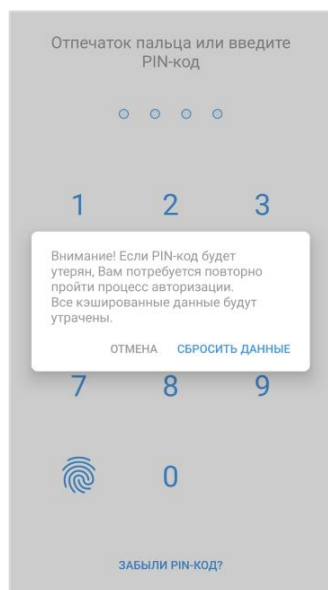 Отпечаток пальца или введите
PIN-код
1 2 3
Внимание! Если PIN-код будет
утерян, Вам потребуется повторно
пройти процесс авторизации.
Все кэшированные данные будут
утрачены.
ОТМЕНА СБРОСИТЬ ДАННЫЕ
7 8 9
0
ЗАБЫЛИ PIN-КОД?